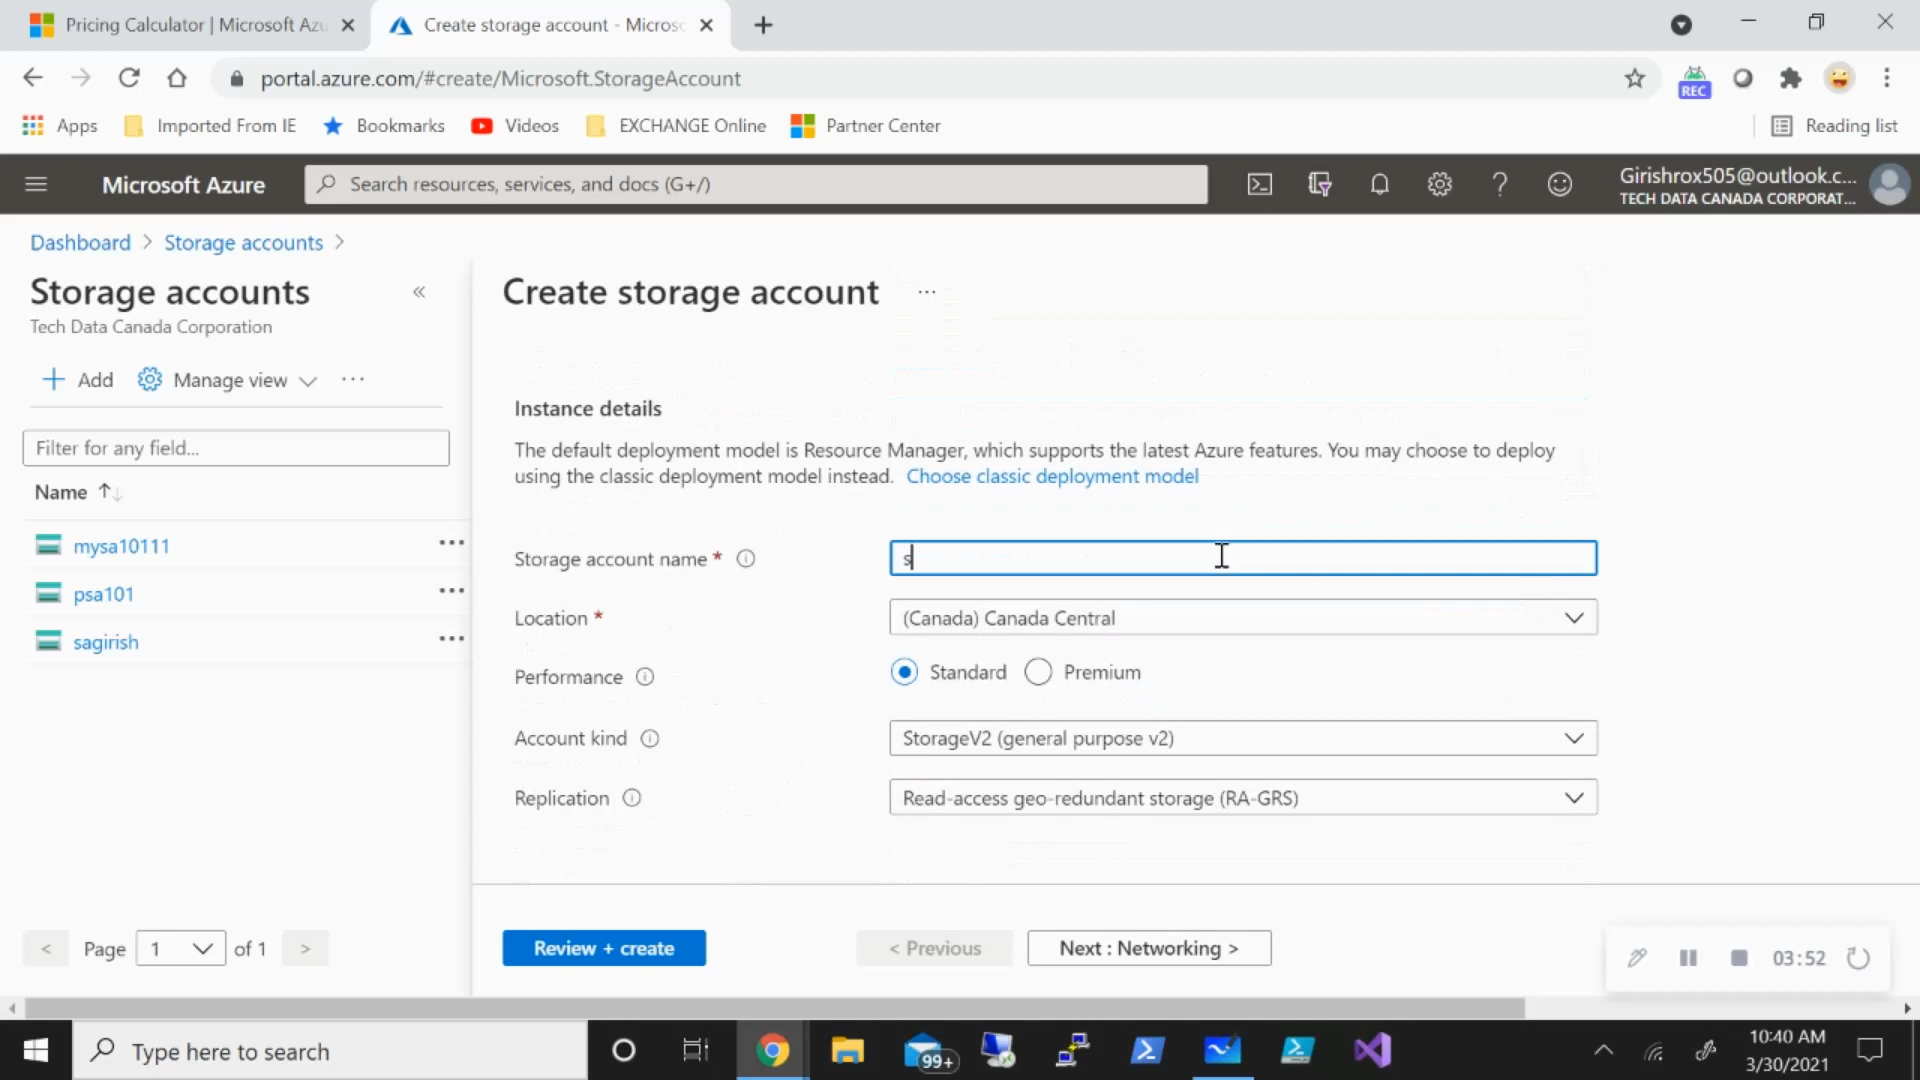 Pricing Calculator | Microsoft Azu
Create storage account - Micros
portal.azure.com/#create/Microsoft.StorageAccount
REC
Apps
Imported From IE
Bookmarks
Videos
EXCHANGE Online
Partner Center
Reading list
Microsoft Azure
Search resources, services, and docs (G+/)
Girishrox505@outlook.c...
TECH DATA CANADA CORPORAT...
Dashboard > Storage accounts >
Storage accounts
«
Tech Data Canada Corporation
+ Add
Manage view
...
Filter for any field...
Name ↑↓
mysa10111
...
psa101
...
sagirish
...
< Page 1 of 1 >
Create storage account
...
Instance details
The default deployment model is Resource Manager, which supports the latest Azure features. You may choose to deploy
using the classic deployment model instead. Choose classic deployment model
Storage account name *
s
Location *
(Canada) Canada Central
Performance
Standard
Premium
Account kind
StorageV2 (general purpose v2)
Replication
Read-access geo-redundant storage (RA-GRS)
Review + create
< Previous
Next : Networking >
03:52
Type here to search
99+
10:40 AM
3/30/2021